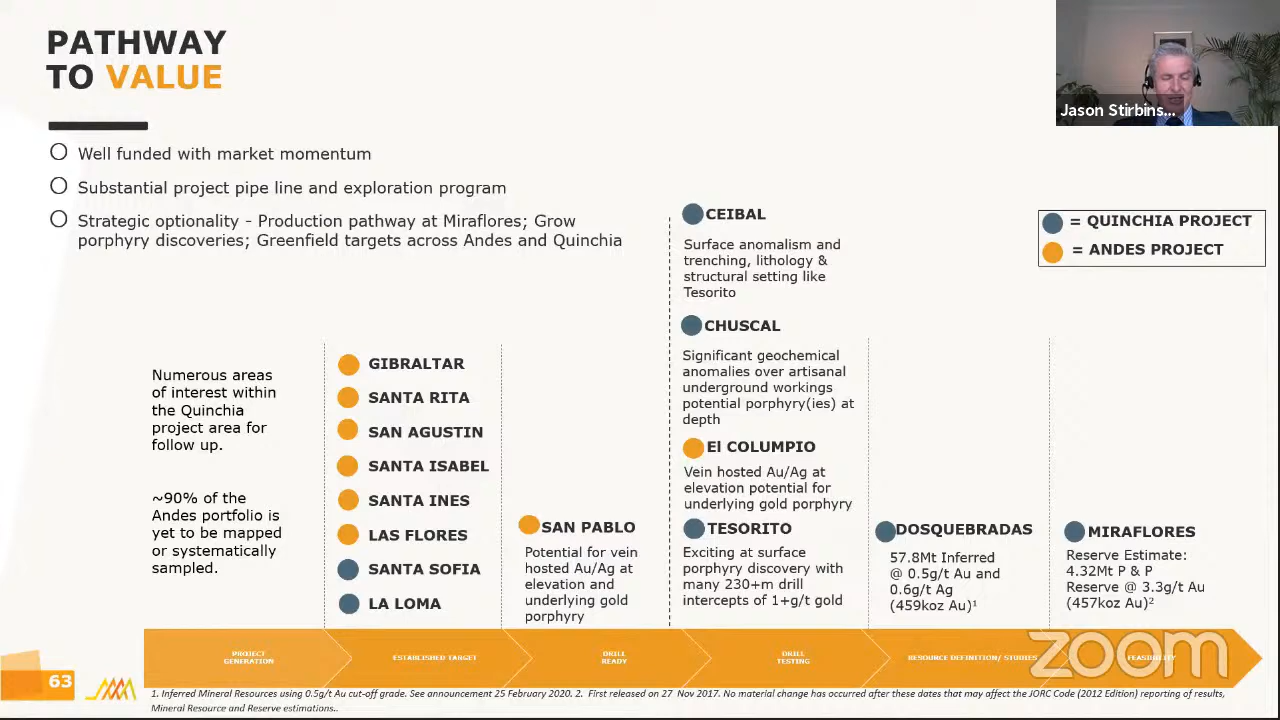 PATHWAY
TO VALUE
Jason Stirbins...
Well funded with market momentum
Substantial project pipe line and exploration program
Strategic optionality - Production pathway at Miraflores; Grow
porphyry discoveries; Greenfield targets across Andes and Quinchia
= QUINCHIA PROJECT
= ANDES PROJECT
Numerous areas
of interest within
the Quinchia
project area for
follow up.
~90% of the
Andes portfolio is
yet to be mapped
or systematically
sampled.
GIBRALTAR
SANTA RITA
SAN AGUSTIN
SANTA ISABEL
SANTA INES
LAS FLORES
SANTA SOFIA
LA LOMA
SAN PABLO
Potential for vein
hosted Au/Ag at
elevation and
underlying gold
porphyry
CEIBAL
Surface anomalism and
trenching, lithology &
structural setting like
Tesorito
CHUSCAL
Significant geochemical
anomalies over artisanal
underground workings
potential porphyry(ies) at
depth
El COLUMPIO
Vein hosted Au/Ag at
elevation potential for
underlying gold porphyry
TESORITO
Exciting at surface
porphyry discovery with
many 230+m drill
intercepts of 1+g/t gold
DOSQUEBRADAS
57.8Mt Inferred
@ 0.5g/t Au and
0.6g/t Ag
(459koz Au)¹
MIRAFLORES
Reserve Estimate:
4.32Mt P & P
Reserve @ 3.3g/t Au
(457koz Au)²
PROJECT
GENERATION
ESTABLISHED TARGET
DRILL
READY
DRILL
TESTING
RESOURCE DEFINITION/ STUDIES
FEASIBILITY
zoom
63
1. Inferred Mineral Resources using 0.5g/t Au cut-off grade. See announcement 25 February 2020. 2. First released on 27 Nov 2017. No material change has occurred after these dates that may affect the JORC Code (2012 Edition) reporting of results,
Mineral Resource and Reserve estimations..